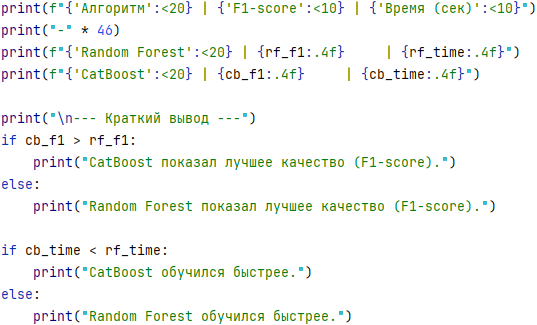 print(f"{'Алгоритм':<20} | {'F1-score':<10} | {'Время (сек)':<10}")
print("-" * 46)
print(f"{'Random Forest':<20} | {rf_f1:.4f}     | {rf_time:.4f}")
print(f"{'CatBoost':<20} | {cb_f1:.4f}     | {cb_time:.4f}")

print("\n--- Краткий вывод ---")
if cb_f1 > rf_f1:
    print("CatBoost показал лучшее качество (F1-score).")
else:
    print("Random Forest показал лучшее качество (F1-score).")

if cb_time < rf_time:
    print("CatBoost обучился быстрее.")
else:
    print("Random Forest обучился быстрее.")